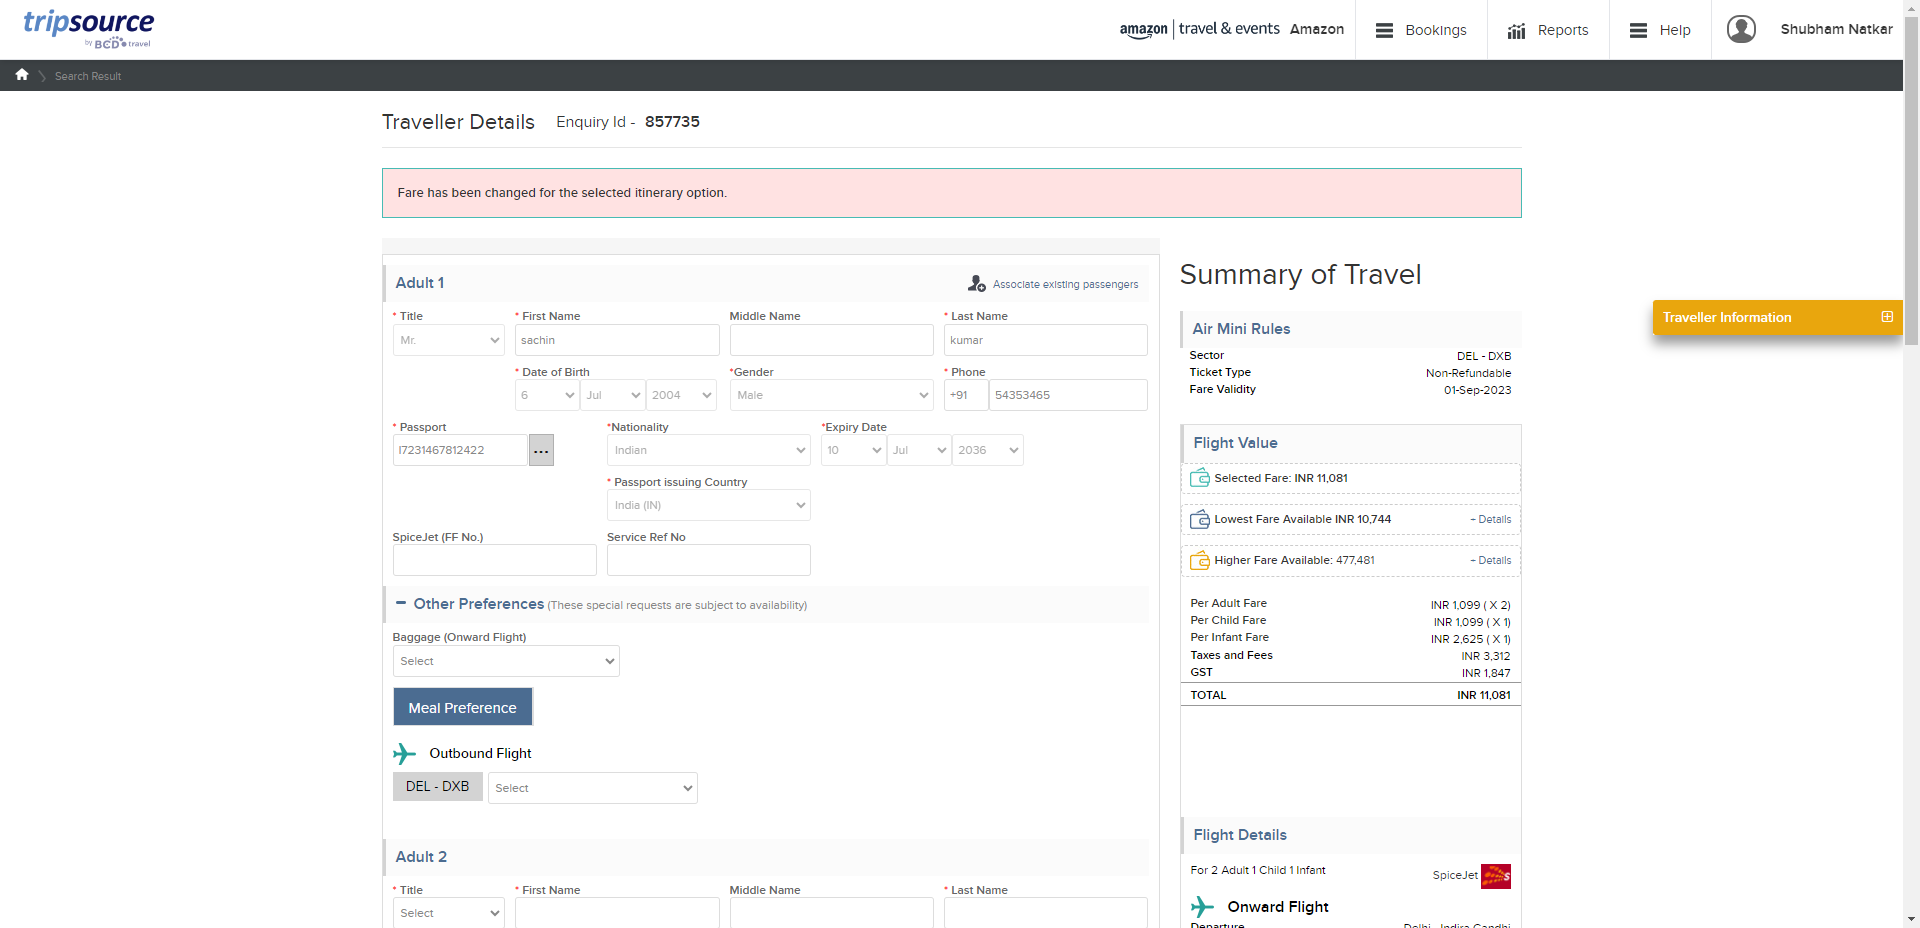 tripsource
by BCD travel
amazon | travel & events Amazon
Bookings
Reports
Help
Shubham Natkar
Search Result
Traveller Details Enquiry Id - 857735
Fare has been changed for the selected itinerary option.
Adult 1
Associate existing passengers
* Title
* First Name
Middle Name
* Last Name
Mr.
sachin
kumar
* Date of Birth
*Gender
* Phone
6
Jul
2004
Male
+91
54353465
* Passport
*Nationality
*Expiry Date
I7231467812422
...
Indian
10
Jul
2036
* Passport issuing Country
India (IN)
SpiceJet (FF No.)
Service Ref No
Other Preferences (These special requests are subject to availability)
Baggage (Onward Flight)
Select
Meal Preference
Outbound Flight
DEL - DXB
Select
Adult 2
* Title
* First Name
Middle Name
* Last Name
Select
Summary of Travel
Air Mini Rules
Sector DEL - DXB
Ticket Type Non-Refundable
Fare Validity 01-Sep-2023
Flight Value
Selected Fare: INR 11,081
Lowest Fare Available INR 10,744 + Details
Higher Fare Available: 477,481 + Details
Per Adult Fare INR 1,099 ( X 2)
Per Child Fare INR 1,099 ( X 1)
Per Infant Fare INR 2,625 ( X 1)
Taxes and Fees INR 3,312
GST INR 1,847
TOTAL INR 11,081
Flight Details
For 2 Adult 1 Child 1 Infant SpiceJet
Onward Flight
Departure Delhi - Indira Gandhi
Traveller Information